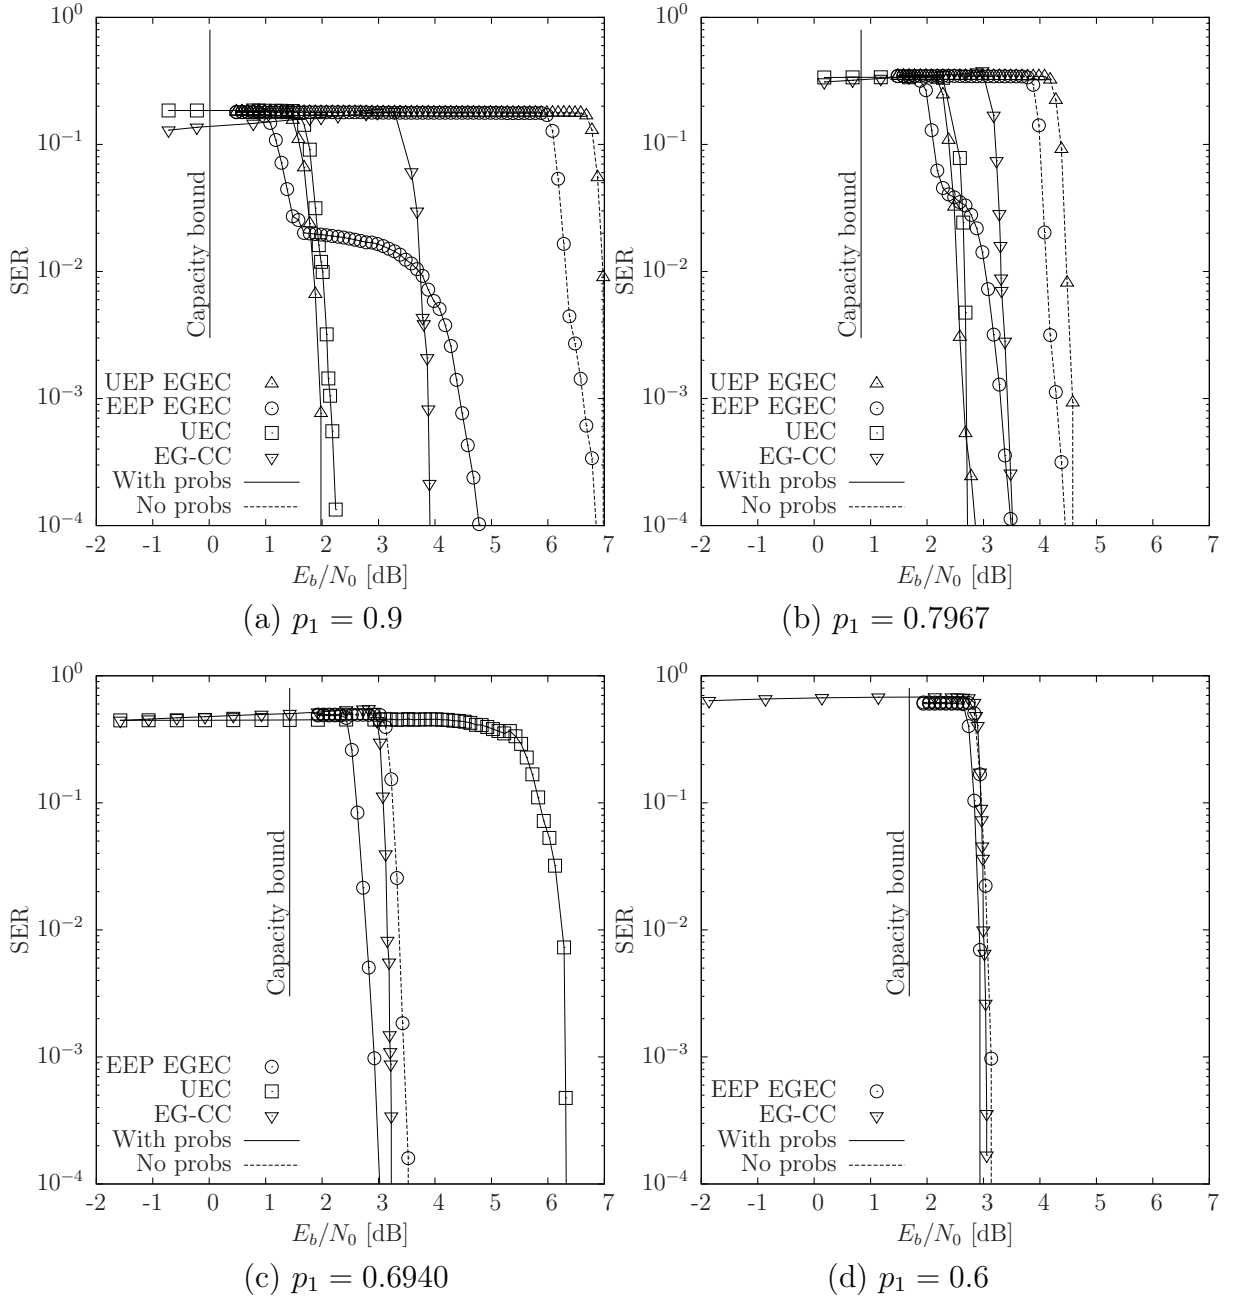 10^0
10^-1
10^-2
10^-3
10^-4
SER
Capacity bound
UEP EGEC
EEP EGEC
UEC
EG-CC
With probs
No probs
-2 -1 0 1 2 3 4 5 6 7
E_b/N_0 [dB]
(a) p_1 = 0.9
10^0
10^-1
10^-2
10^-3
10^-4
SER
Capacity bound
UEP EGEC
EEP EGEC
UEC
EG-CC
With probs
No probs
-2 -1 0 1 2 3 4 5 6 7
E_b/N_0 [dB]
(b) p_1 = 0.7967
10^0
10^-1
10^-2
10^-3
10^-4
SER
Capacity bound
EEP EGEC
UEC
EG-CC
With probs
No probs
-2 -1 0 1 2 3 4 5 6 7
E_b/N_0 [dB]
(c) p_1 = 0.6940
10^0
10^-1
10^-2
10^-3
10^-4
SER
Capacity bound
EEP EGEC
EG-CC
With probs
No probs
-2 -1 0 1 2 3 4 5 6 7
E_b/N_0 [dB]
(d) p_1 = 0.6